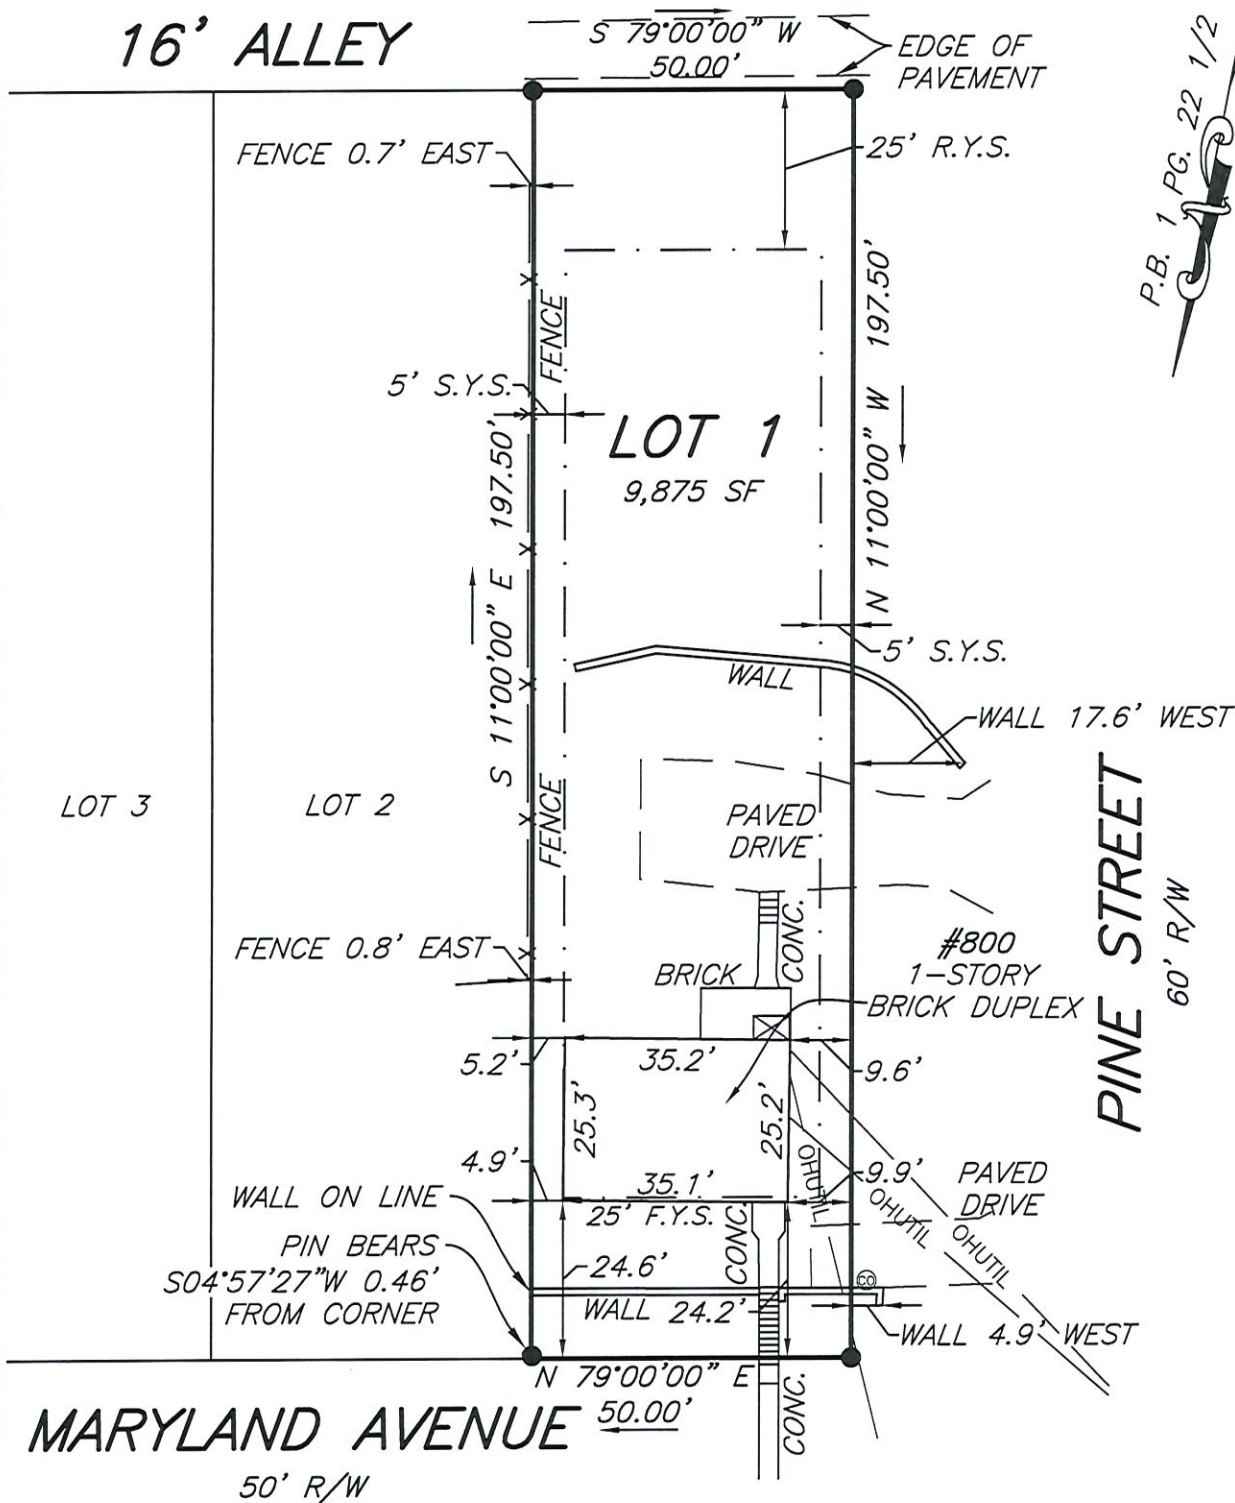 16' ALLEY
S 79°00'00" W
50.00'
EDGE OF
PAVEMENT
P.B. 1 PG. 22 1/2
FENCE 0.7' EAST
25' R.Y.S.
FENCE
5' S.Y.S.
LOT 1
9,875 SF
S 11°00'00" E 197.50'
N 11°00'00" W 197.50'
5' S.Y.S.
WALL
WALL 17.6' WEST
LOT 3
LOT 2
FENCE
PAVED
DRIVE
PINE STREET
60' R/W
FENCE 0.8' EAST
BRICK
CONC.
#800
1-STORY
BRICK DUPLEX
5.2'
35.2'
9.6'
25.3'
25.2'
4.9'
35.1'
9.9'
25' F.Y.S.
PAVED
DRIVE
OHUTIL
OHUTIL
OHUTIL
WALL ON LINE
PIN BEARS
S04°57'27"W 0.46'
FROM CORNER
CONC.
24.6'
WALL
24.2'
CO
WALL 4.9' WEST
N 79°00'00" E
50.00'
CONC.
MARYLAND AVENUE
50' R/W
X
X
X
X
X
X